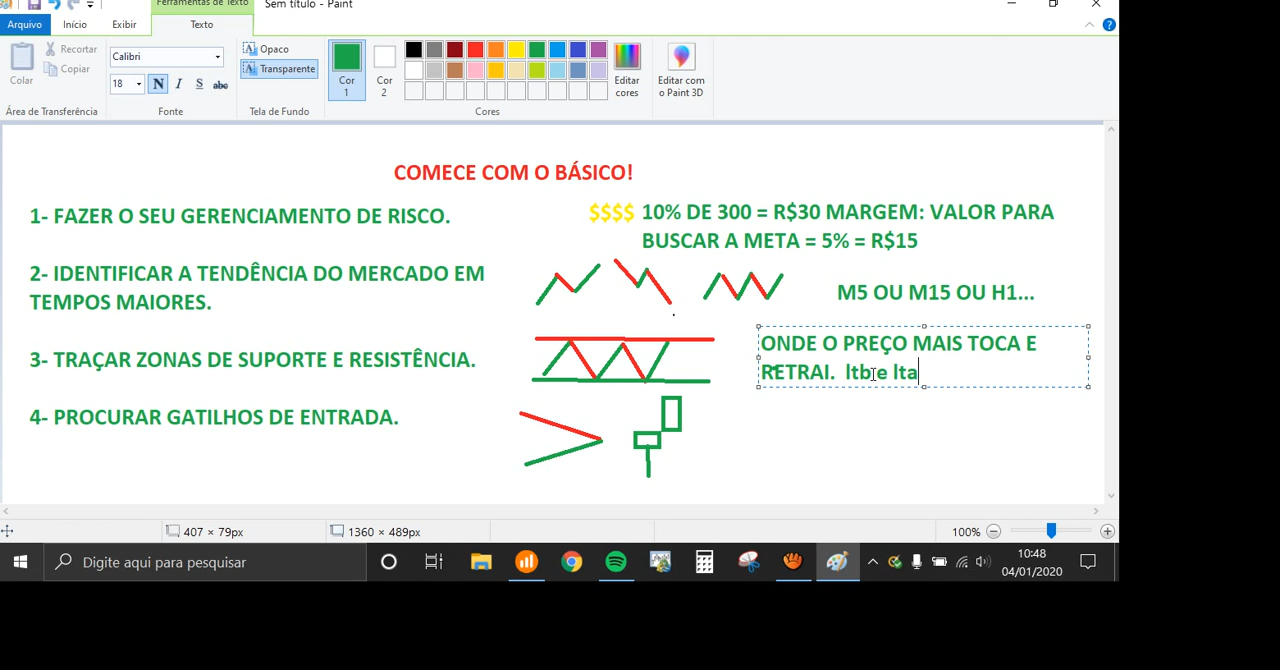 Ferramentas de Texto
Sem título - Paint
Arquivo
Início
Exibir
Texto
Colar
Recortar
Copiar
Área de Transferência
Calibri
18
N I S abc
Fonte
Opaco
Transparente
Tela de Fundo
Cor 1
Cor 2
Cores
Editar cores
Editar com o Paint 3D
COMECE COM O BÁSICO!
1- FAZER O SEU GERENCIAMENTO DE RISCO.
$$$$ 10% DE 300 = R$30 MARGEM: VALOR PARA
BUSCAR A META = 5% = R$15
2- IDENTIFICAR A TENDÊNCIA DO MERCADO EM
TEMPOS MAIORES.
M5 OU M15 OU H1...
3- TRAÇAR ZONAS DE SUPORTE E RESISTÊNCIA.
ONDE O PREÇO MAIS TOCA E
RETRAI. ltb e lta
4- PROCURAR GATILHOS DE ENTRADA.
407 × 79px
1360 × 489px
100%
Digite aqui para pesquisar
10:48
04/01/2020